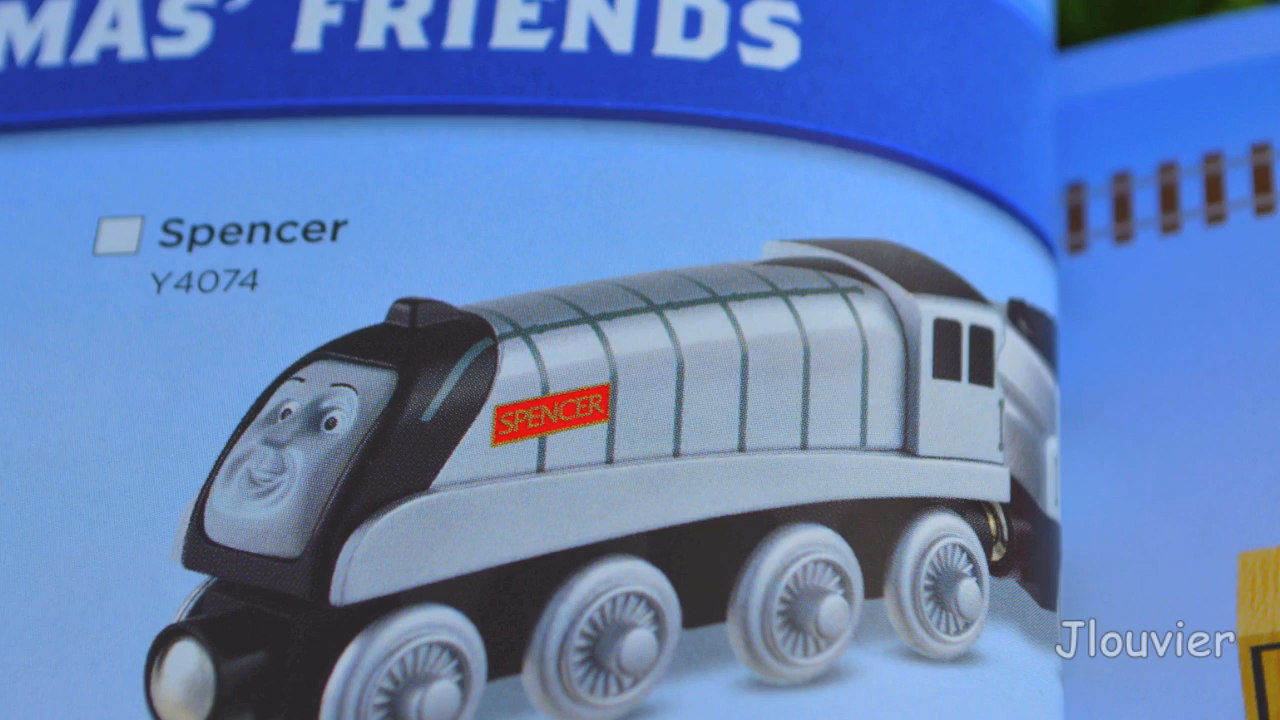 MAS' FRIENDS
Spencer
Y4074
SPENCER
Jlouvier